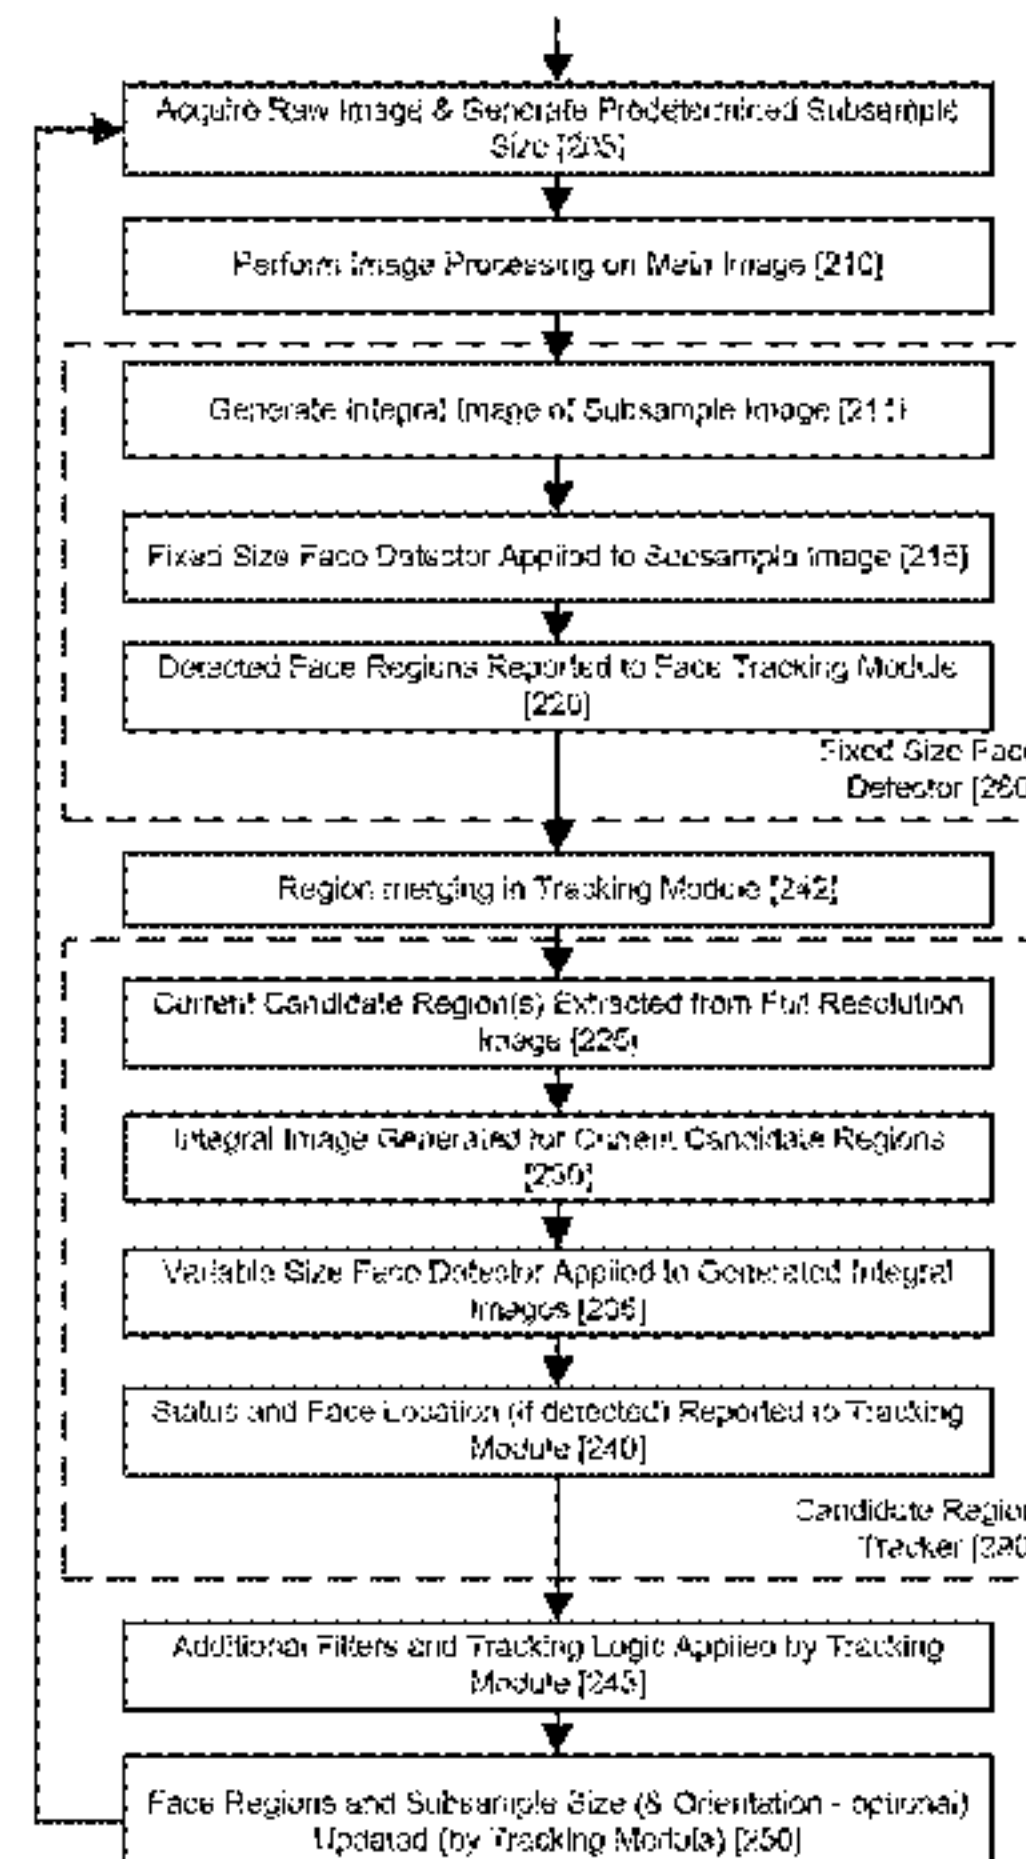 Acquire Raw Image & Generate Predetermined Subsample
Size [205]
Perform Image Processing on Main Image [210]
Generate Integral Image of Subsample Image [211]
Fixed Size Face Detector Applied to Subsample Image [215]
Detected Face Regions Reported to Face Tracking Module
[220]
Fixed Size Face
Detector [280
Region merging in Tracking Module [242]
Current Candidate Region(s) Extracted from Full Resolution
Image [225]
Integral Image Generated for Current Candidate Regions
[230]
Variable Size Face Detector Applied to Generated Integral
Images [235]
Status and Face Location (if detected) Reported to Tracking
Module [240]
Candidate Region
Tracker [290
Additional Filters and Tracking Logic Applied by Tracking
Module [245]
Face Regions and Subsample Size (& Orientation - optional)
Updated (by Tracking Module) [250]